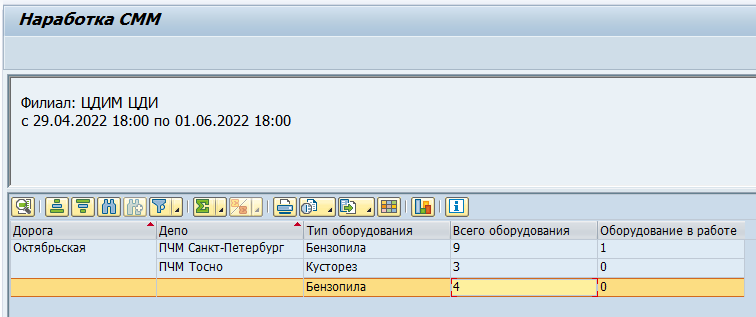 Наработка СММ
Филиал: ЦДИМ ЦДИ
с 29.04.2022 18:00 по 01.06.2022 18:00
Дорога Депо Тип оборудования Всего оборудования Оборудование в работе
Октябрьская ПЧМ Санкт-Петербург Бензопила 9 1
ПЧМ Тосно Кусторез 3 0
Бензопила 4 0